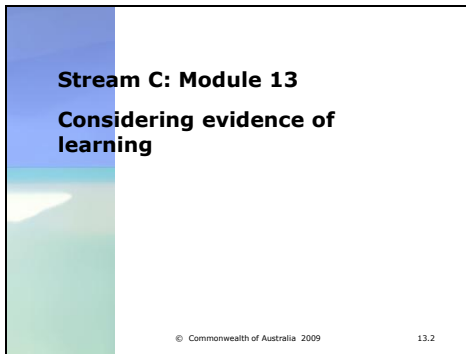 Stream C: Module 13
Considering evidence of
learning
© Commonwealth of Australia 2009
13.2